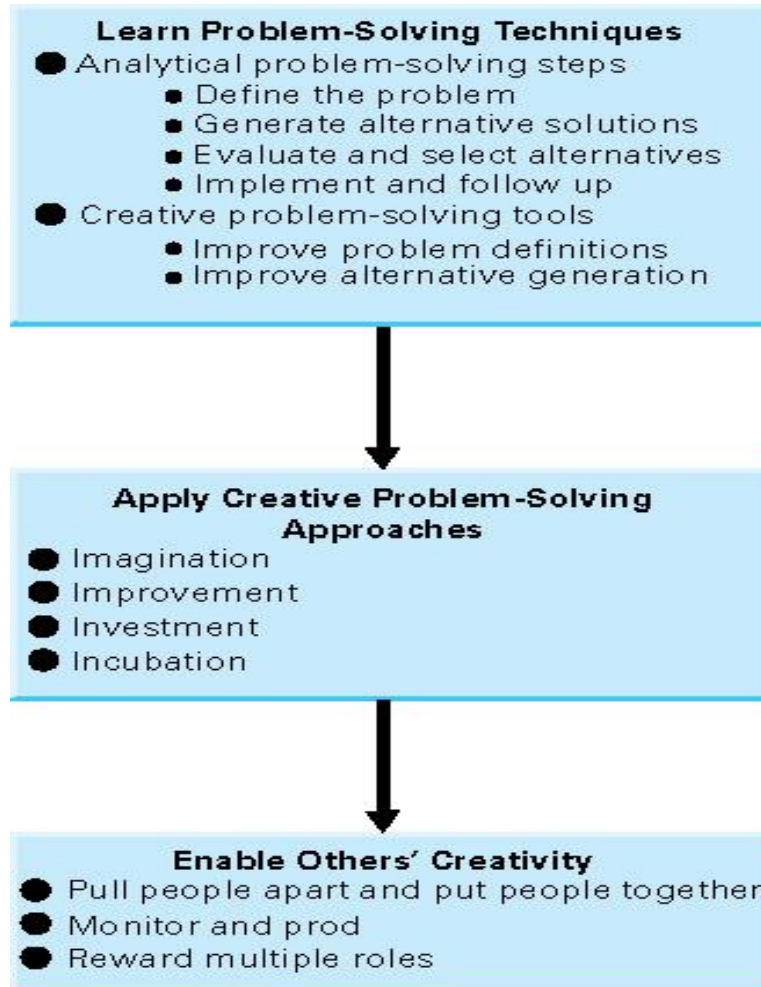 Learn Problem-Solving Techniques
● Analytical problem-solving steps
● Define the problem
● Generate alternative solutions
● Evaluate and select alternatives
● Implement and follow up
● Creative problem-solving tools
● Improve problem definitions
● Improve alternative generation
Apply Creative Problem-Solving
Approaches
● Imagination
● Improvement
● Investment
● Incubation
Enable Others’ Creativity
● Pull people apart and put people together
● Monitor and prod
● Reward multiple roles